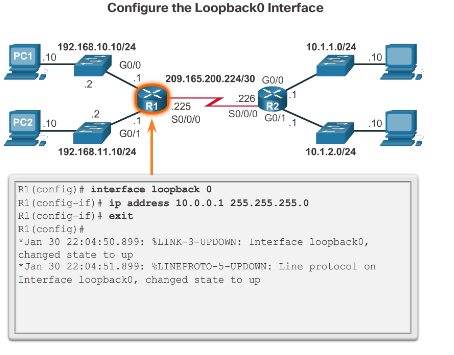 Configure the Loopback0 Interface
192.168.10.10/24
10.1.1.0/24
PC1
.10
G0/0
.10
.1
209.165.200.224/30
G0/0
.2
.1
R1
.226
R2
.225
S0/0/0
S0/0/0
G0/1
.1
.2
.1
PC2
.10
G0/1
.10
192.168.11.10/24
10.1.2.0/24
R1(config)# interface loopback 0
R1(config-if)# ip address 10.0.0.1 255.255.255.0
R1(config-if)# exit
R1(config)#
*Jan 30 22:04:50.899: %LINK-3-UPDOWN: Interface loopback0,
changed state to up
*Jan 30 22:04:51.899: %LINEPROTO-5-UPDOWN: Line protocol on
Interface loopback0, changed state to up